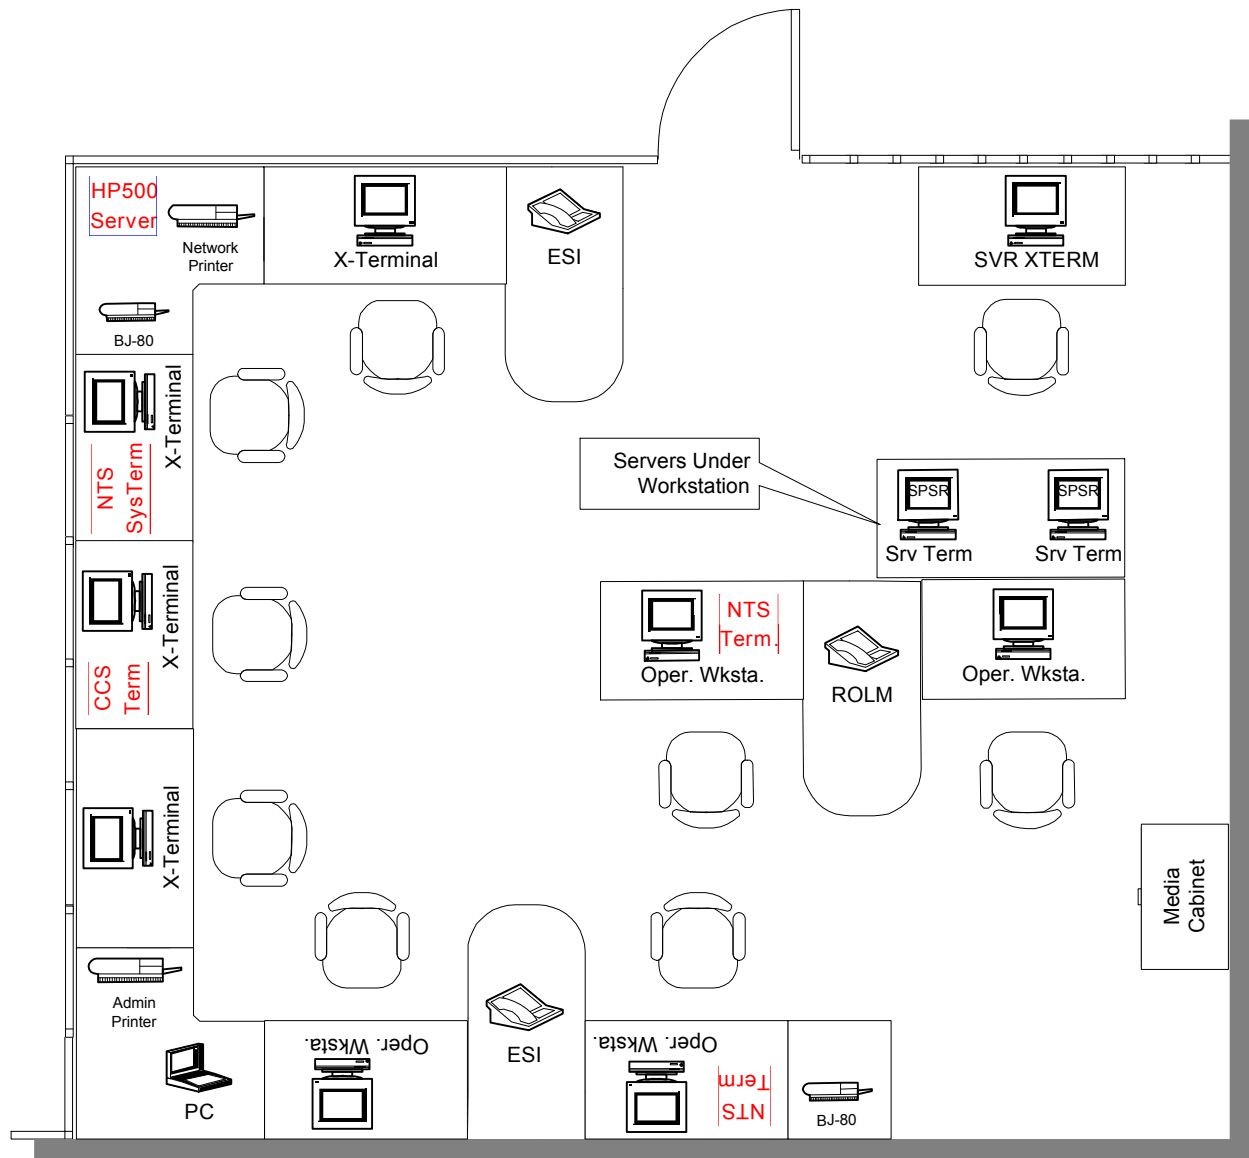 HP500
Server
Network
Printer
X-Terminal
ESI
SVR XTERM
BJ-80
X-Terminal
NTS
SysTerm
Servers Under
Workstation
SPSR
SPSR
Srv Term
Srv Term
X-Terminal
CCS
Term
NTS
Term.
Oper. Wksta.
ROLM
Oper. Wksta.
X-Terminal
Media
Cabinet
Admin
Printer
PC
Oper. Wksta.
ESI
Oper. Wksta.
NTS
Term
BJ-80